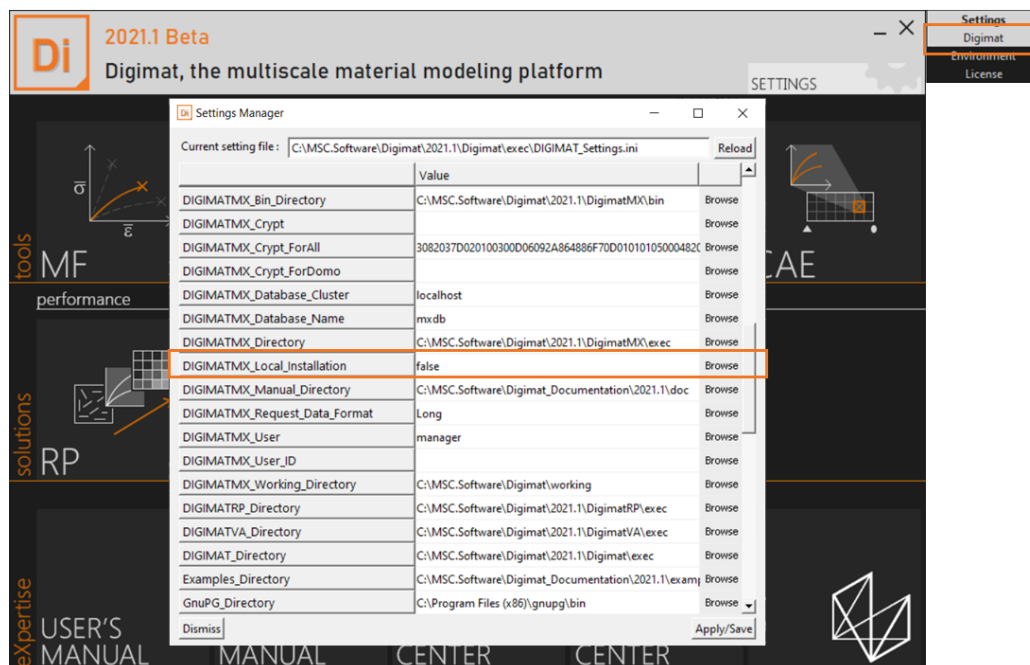 Di
2021.1 Beta
Digimat, the multiscale material modeling platform
SETTINGS
Settings
Digimat
Environment
License
Di Settings Manager
Current setting file : C:\MSC.Software\Digimat\2021.1\Digimat\exec\DIGIMAT_Settings.ini Reload
Value
DIGIMATMX_Bin_Directory C:\MSC.Software\Digimat\2021.1\DigimatMX\bin Browse
DIGIMATMX_Crypt Browse
DIGIMATMX_Crypt_ForAll 3082037D020100300D06092A864886F70D010101050004820 Browse
DIGIMATMX_Crypt_ForDomo Browse
DIGIMATMX_Database_Cluster localhost Browse
DIGIMATMX_Database_Name mxdb Browse
DIGIMATMX_Directory C:\MSC.Software\Digimat\2021.1\DigimatMX\exec Browse
DIGIMATMX_Local_Installation false Browse
DIGIMATMX_Manual_Directory C:\MSC.Software\Digimat_Documentation\2021.1\doc Browse
DIGIMATMX_Request_Data_Format Long Browse
DIGIMATMX_User manager Browse
DIGIMATMX_User_ID Browse
DIGIMATMX_Working_Directory C:\MSC.Software\Digimat\working Browse
DIGIMATRP_Directory C:\MSC.Software\Digimat\2021.1\DigimatRP\exec Browse
DIGIMATVA_Directory C:\MSC.Software\Digimat\2021.1\DigimatVA\exec Browse
DIGIMAT_Directory C:\MSC.Software\Digimat\2021.1\Digimat\exec Browse
Examples_Directory C:\MSC.Software\Digimat_Documentation\2021.1\examp Browse
GnuPG_Directory C:\Program Files (x86)\gnupg\bin Browse
Dismiss Apply/Save
tools
σ̄
ε̄
MF
CAE
performance
solutions
RP
eXpertise
USER'S
MANUAL
MANUAL
CENTER
CENTER